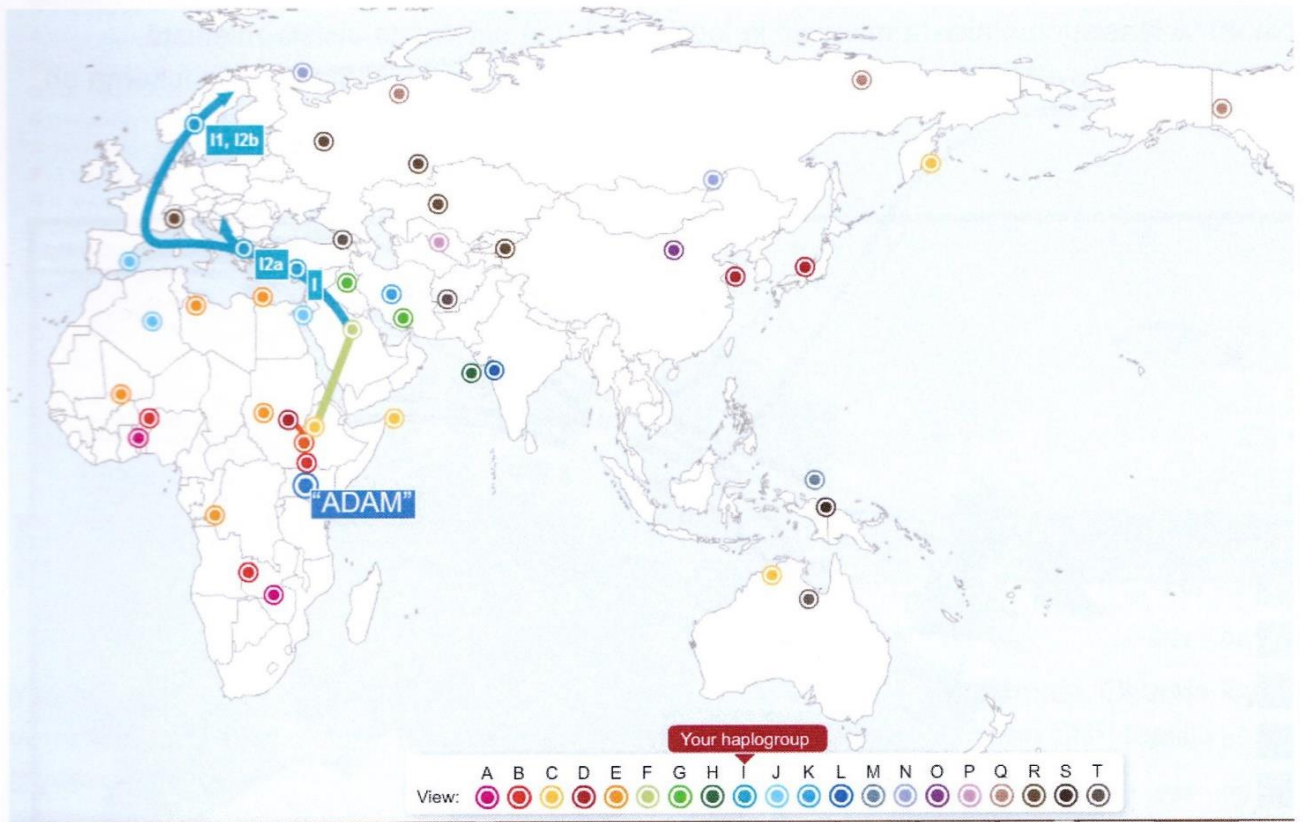 I1, I2b
I2a
I
"ADAM"
Your haplogroup
A B C D E F G H I J K L M N O P Q R S T
View: